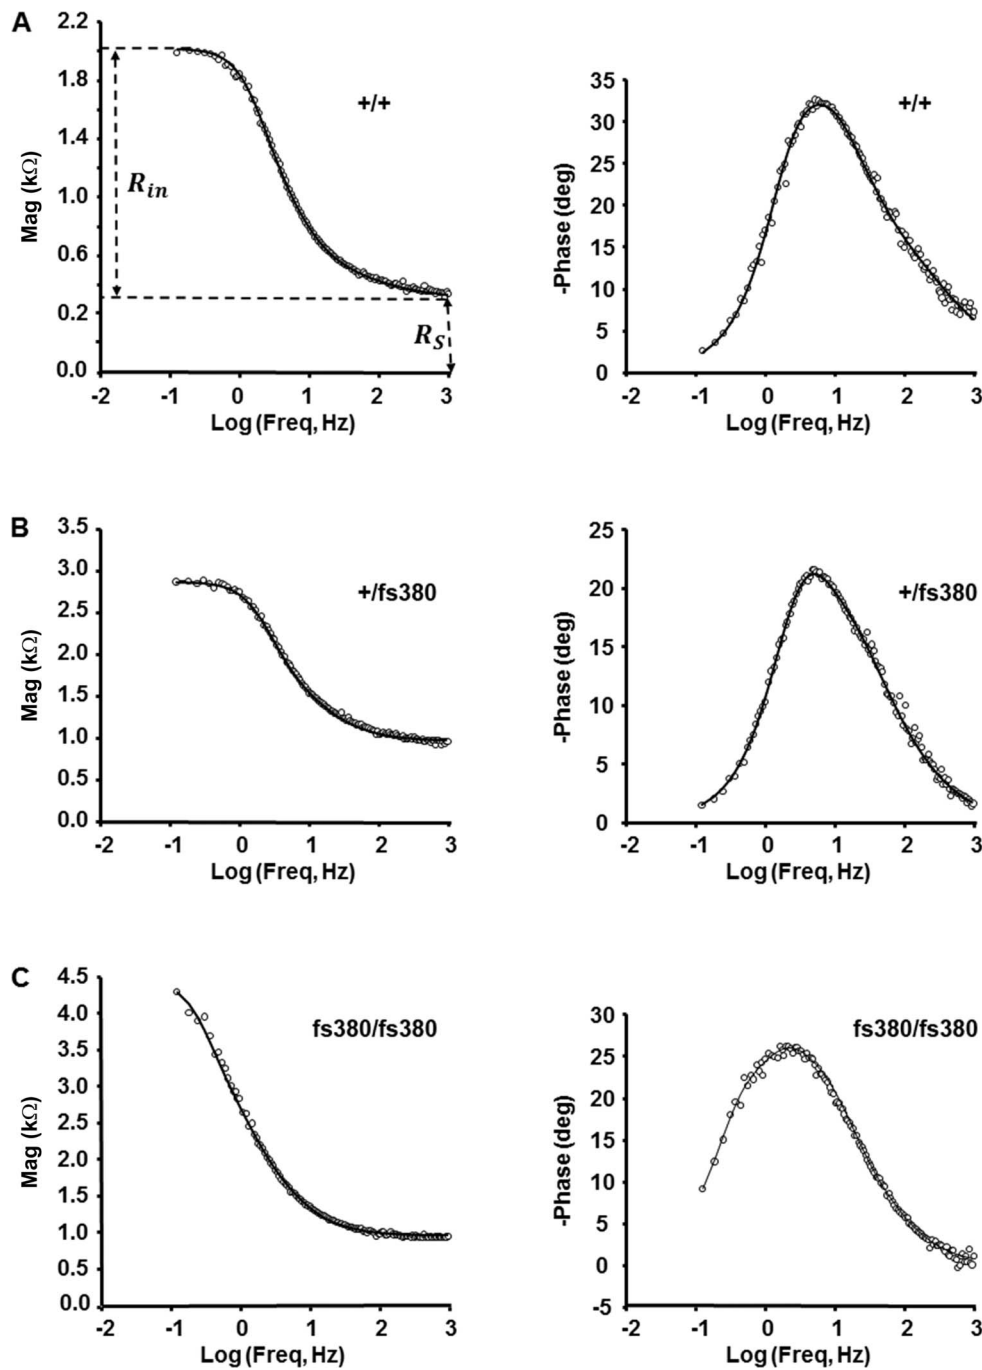 A
2.2
1.8
1.4
1.0
0.6
0.2
0.0
Mag (kΩ)
+/+
R_in
R_S
-2 -1 0 1 2 3
Log (Freq, Hz)
35
30
25
20
15
10
5
0
-Phase (deg)
+/+
-2 -1 0 1 2 3
Log (Freq, Hz)
B
3.5
3.0
2.5
2.0
1.5
1.0
0.5
0.0
Mag (kΩ)
+/fs380
-2 -1 0 1 2 3
Log (Freq, Hz)
25
20
15
10
5
0
-Phase (deg)
+/fs380
-2 -1 0 1 2 3
Log (Freq, Hz)
C
4.5
4.0
3.5
3.0
2.5
2.0
1.5
1.0
0.5
0.0
Mag (kΩ)
fs380/fs380
-2 -1 0 1 2 3
Log (Freq, Hz)
30
25
20
15
10
5
0
-5
-Phase (deg)
fs380/fs380
-2 -1 0 1 2 3
Log (Freq, Hz)